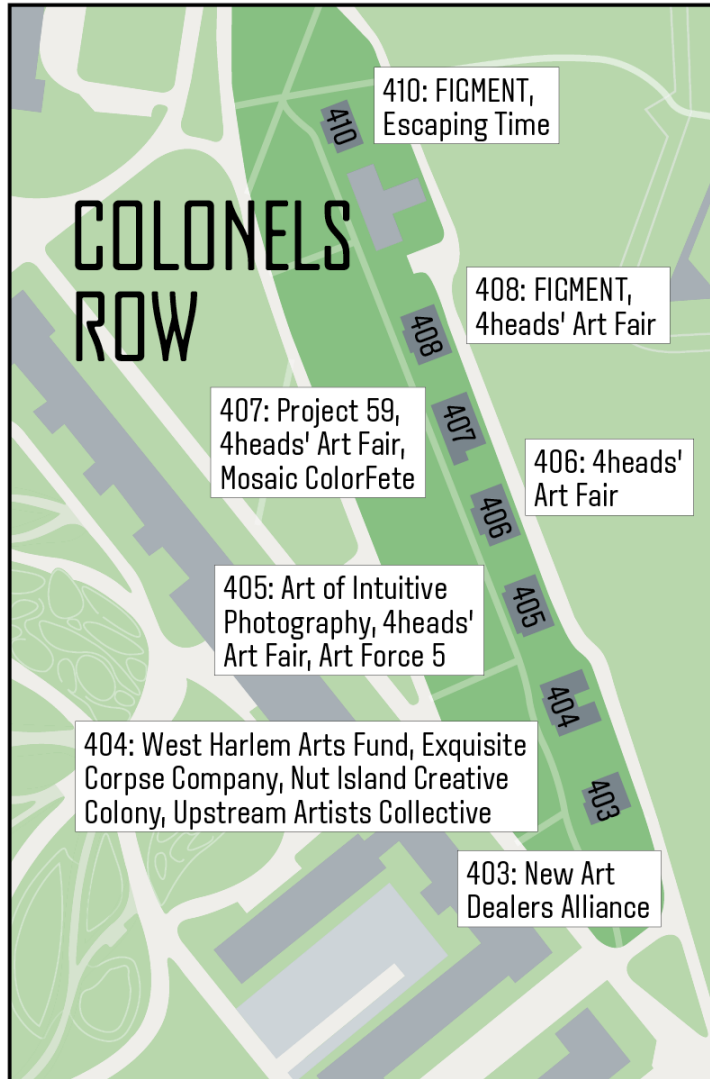 410: FIGMENT,
Escaping Time
410
COLONELS
ROW
408: FIGMENT,
4heads' Art Fair
408
407: Project 59,
4heads' Art Fair,
Mosaic ColorFete
407
406: 4heads'
Art Fair
406
405: Art of Intuitive
Photography, 4heads'
Art Fair, Art Force 5
405
404: West Harlem Arts Fund, Exquisite
Corpse Company, Nut Island Creative
Colony, Upstream Artists Collective
404
403
403: New Art
Dealers Alliance